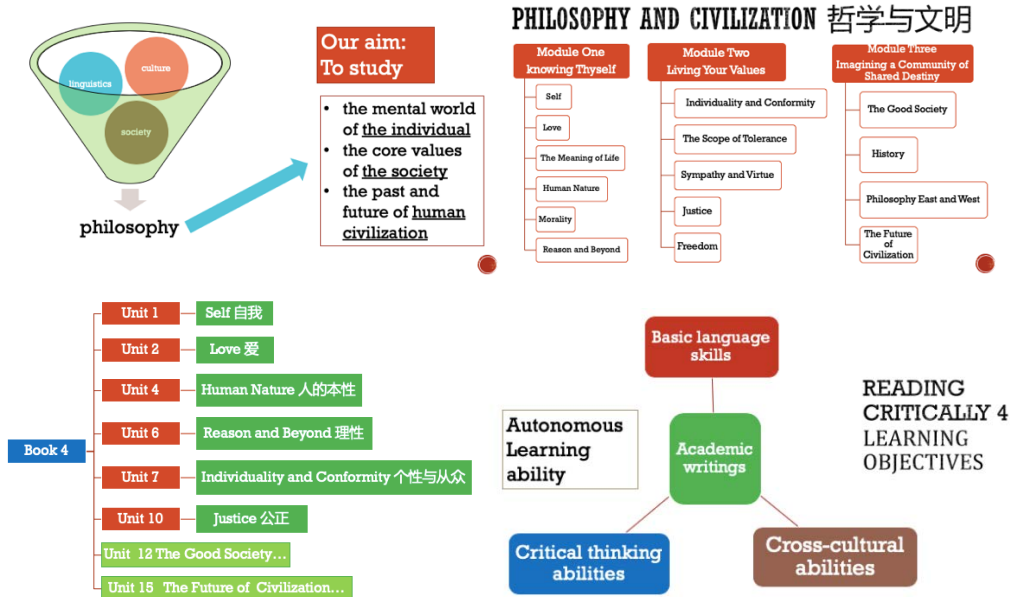 linguistics
culture
society
philosophy
Our aim:
To study
• the mental world
of the individual
• the core values
of the society
• the past and
future of human
civilization
PHILOSOPHY AND CIVILIZATION 哲学与文明
Module One
knowing Thyself
Self
Love
The Meaning of Life
Human Nature
Morality
Reason and Beyond
Module Two
Living Your Values
Individuality and Conformity
The Scope of Tolerance
Sympathy and Virtue
Justice
Freedom
Module Three
Imagining a Community of
Shared Destiny
The Good Society
History
Philosophy East and West
The Future
of
Civilization
Book 4
Unit 1
Self 自我
Unit 2
Love 爱
Unit 4
Human Nature 人的本性
Unit 6
Reason and Beyond 理性
Unit 7
Individuality and Conformity 个性与从众
Unit 10
Justice 公正
Unit 12 The Good Society...
Unit 15 The Future of Civilization...
Basic language
skills
Autonomous
Learning
ability
Academic
writings
Critical thinking
abilities
Cross-cultural
abilities
READING
CRITICALLY 4
LEARNING
OBJECTIVES